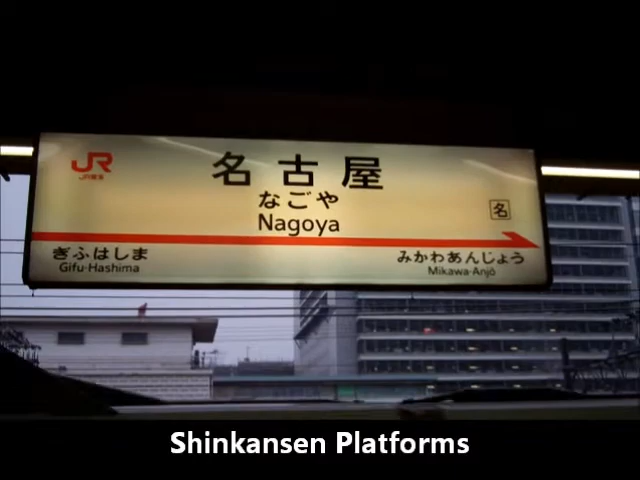 JR
JR東海
名古屋
なごや
Nagoya
名
ぎふはしま
Gifu-Hashima
みかわあんじょう
Mikawa-Anjō
Shinkansen Platforms